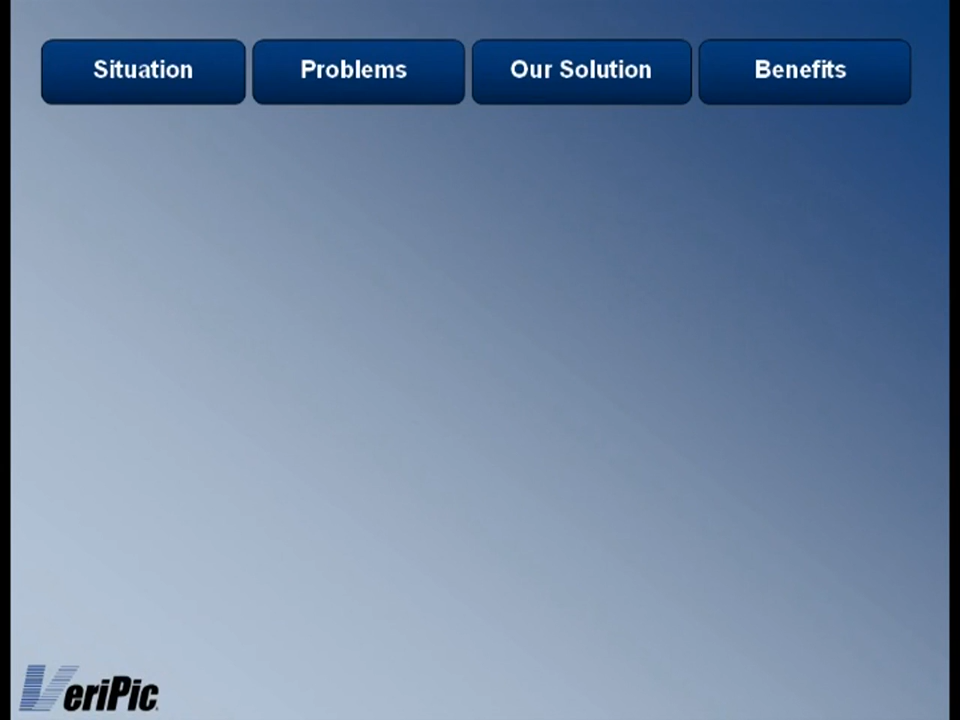 Situation
Problems
Our Solution
Benefits
VeriPic